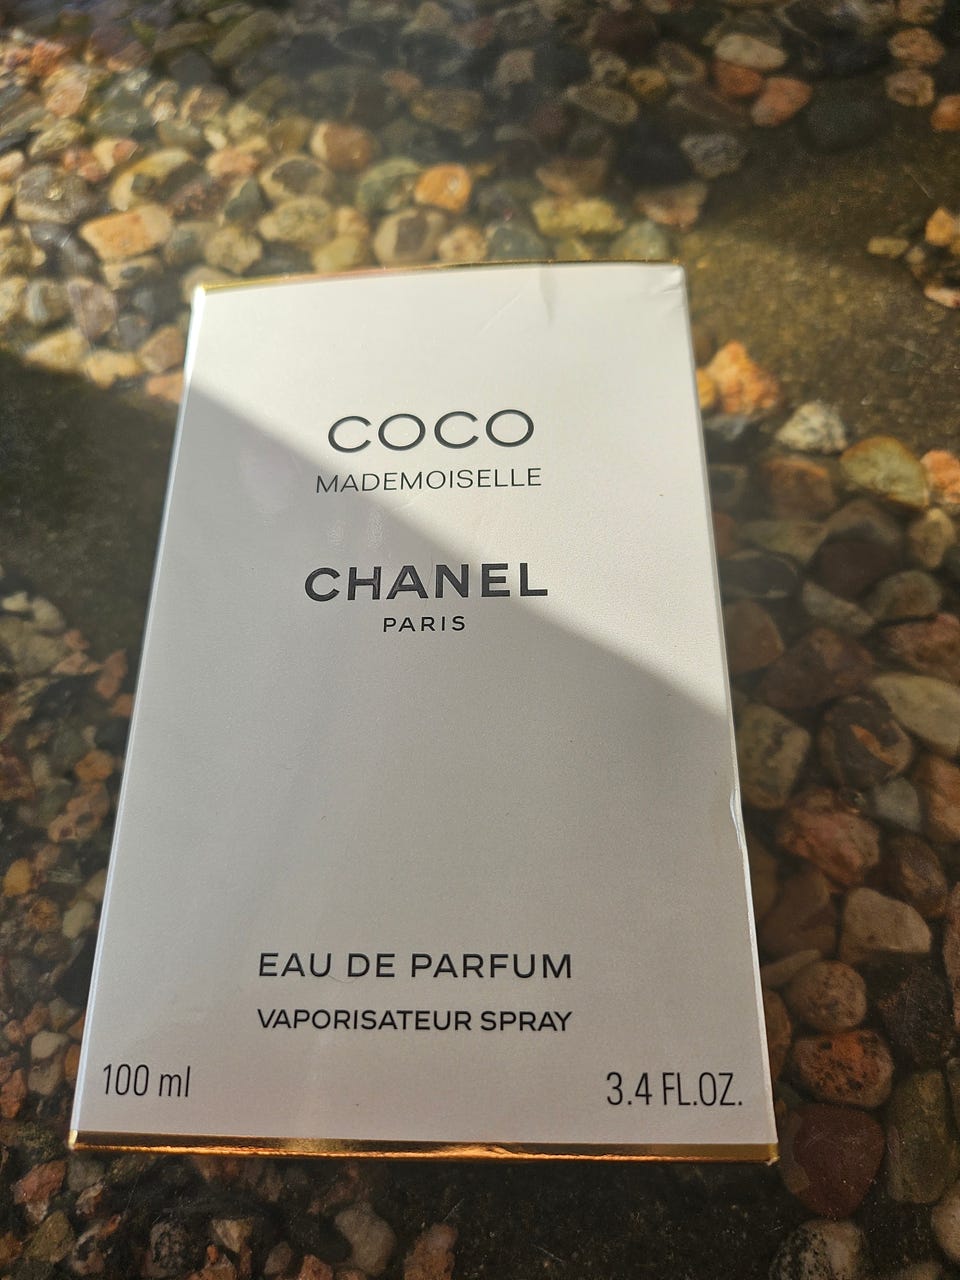 COCO
MADEMOISELLE
CHANEL
PARIS
EAU DE PARFUM
VAPORISATEUR SPRAY
100 ml 3.4 FL.OZ.